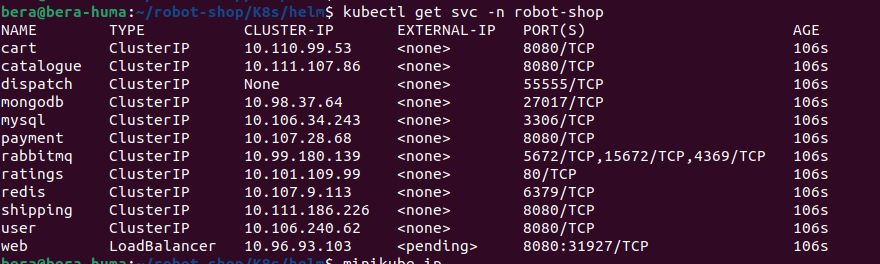 bera@bera-huma:~/robot-shop/K8s/helm$ kubectl get svc -n robot-shop
NAME        TYPE           CLUSTER-IP       EXTERNAL-IP   PORT(S)                       AGE
cart        ClusterIP      10.110.99.53     <none>        8080/TCP                      106s
catalogue   ClusterIP      10.111.107.86    <none>        8080/TCP                      106s
dispatch    ClusterIP      None             <none>        55555/TCP                     106s
mongodb     ClusterIP      10.98.37.64      <none>        27017/TCP                     106s
mysql       ClusterIP      10.106.34.243    <none>        3306/TCP                      106s
payment     ClusterIP      10.107.28.68     <none>        8080/TCP                      106s
rabbitmq    ClusterIP      10.99.180.139    <none>        5672/TCP,15672/TCP,4369/TCP   106s
ratings     ClusterIP      10.101.109.99    <none>        80/TCP                        106s
redis       ClusterIP      10.107.9.113     <none>        6379/TCP                      106s
shipping    ClusterIP      10.111.186.226   <none>        8080/TCP                      106s
user        ClusterIP      10.106.240.62    <none>        8080/TCP                      106s
web         LoadBalancer   10.96.93.103     <pending>     8080:31927/TCP                106s
bera@bera-huma:~/robot-shop/K8s/helm$ minikube ip